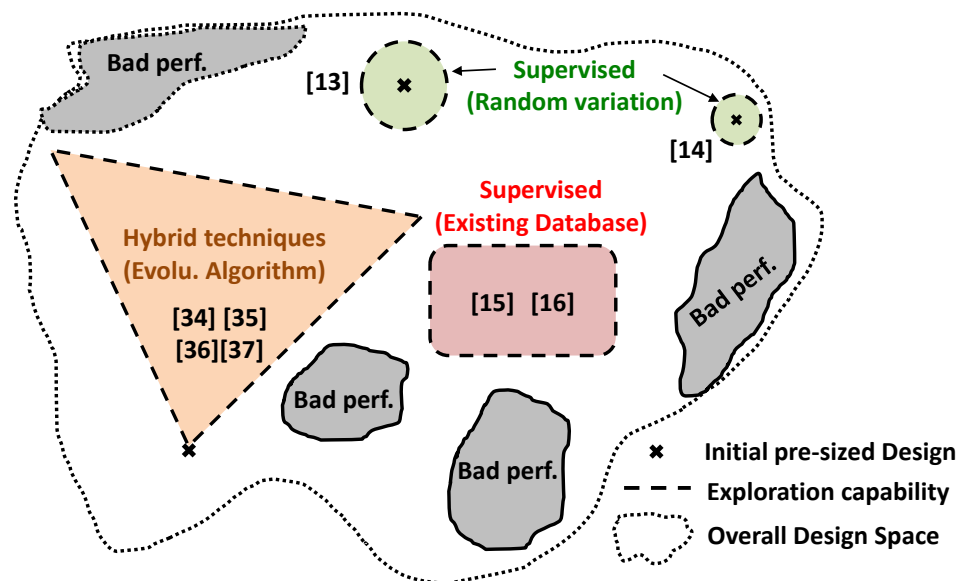 Bad perf.
[13]
Supervised
(Random variation)
[14]
Supervised
(Existing Database)
Hybrid techniques
(Evolu. Algorithm)
[34] [35]
[36][37]
[15] [16]
Bad perf.
Bad perf.
Bad perf.
Initial pre-sized Design
Exploration capability
Overall Design Space